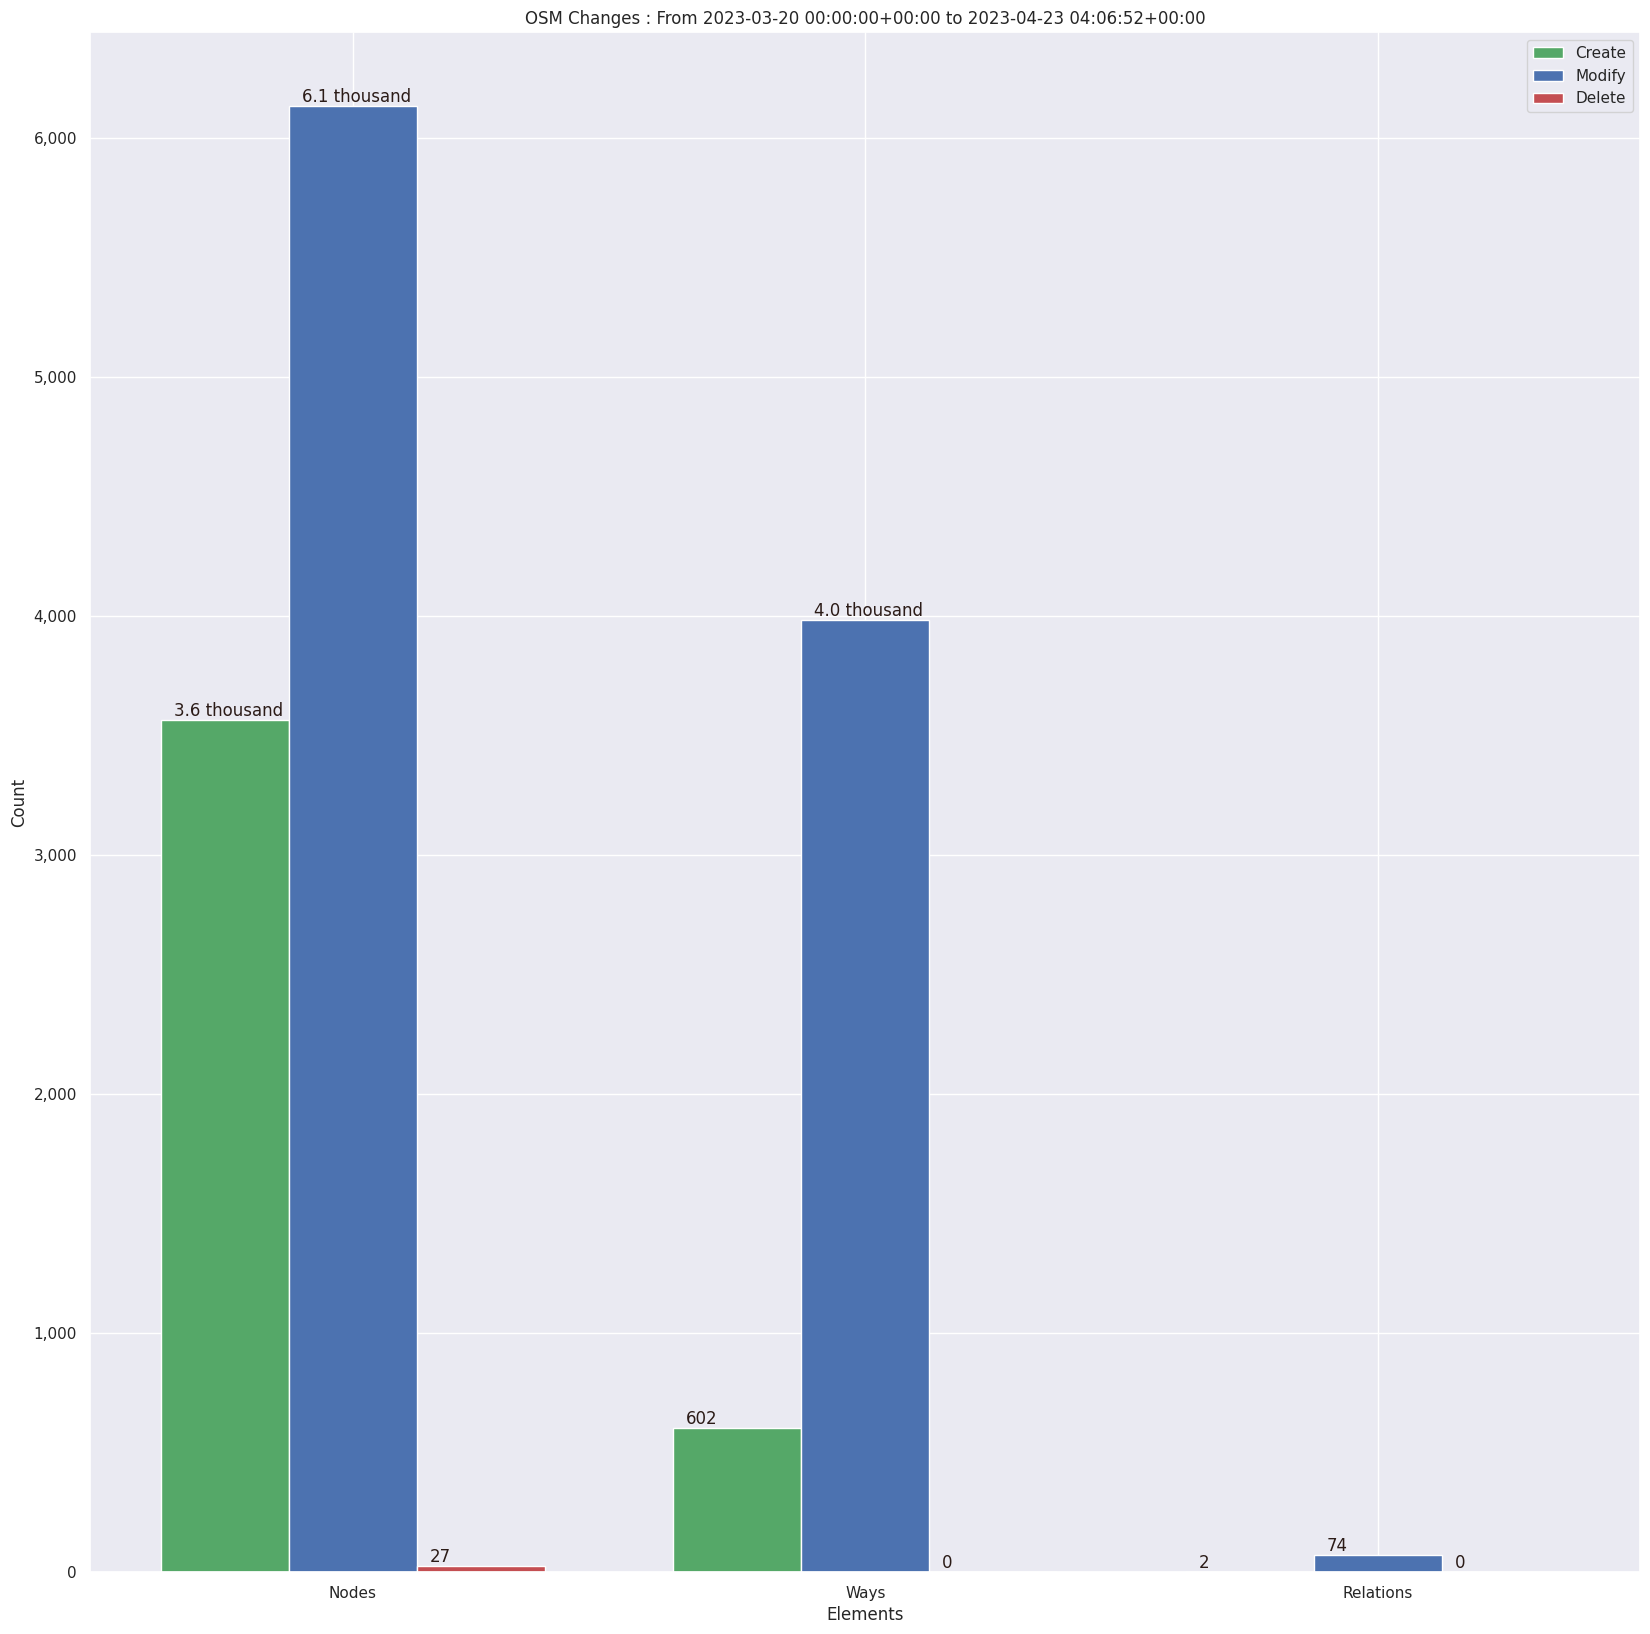 OSM Changes : From 2023-03-20 00:00:00+00:00 to 2023-04-23 04:06:52+00:00
Create
Modify
Delete
6.1 thousand
6,000
5,000
4.0 thousand
4,000
3.6 thousand
Count
3,000
2,000
1,000
602
74
27
0
2
0
0
Nodes
Ways
Relations
Elements